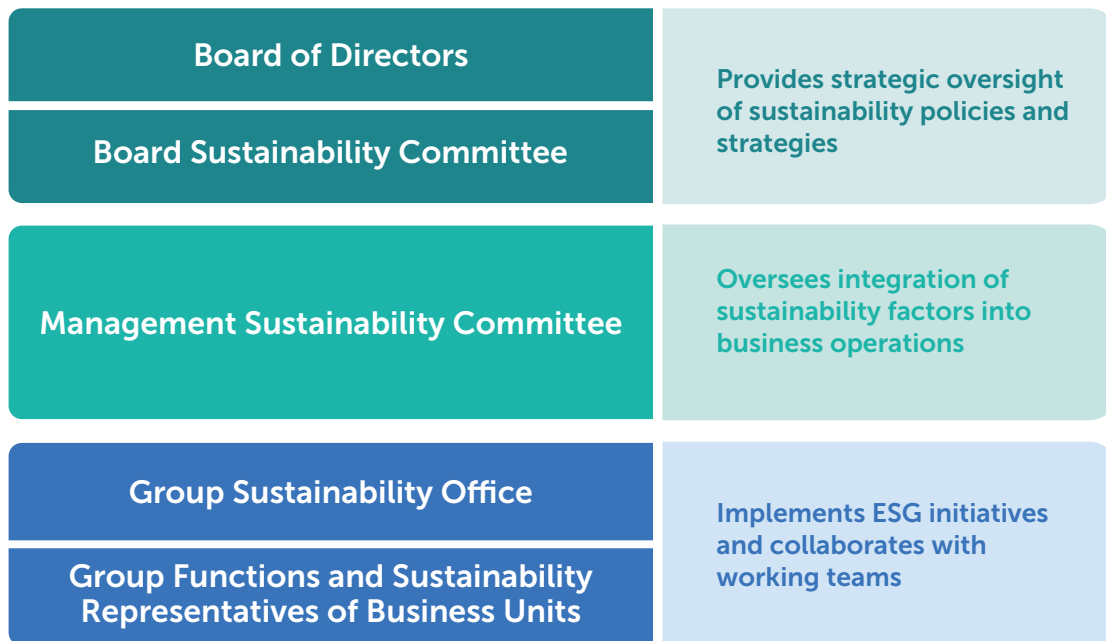 Board of Directors
Board Sustainability Committee
Provides strategic oversight
of sustainability policies and
strategies
Management Sustainability Committee
Oversees integration of
sustainability factors into
business operations
Group Sustainability Office
Group Functions and Sustainability
Representatives of Business Units
Implements ESG initiatives
and collaborates with
working teams